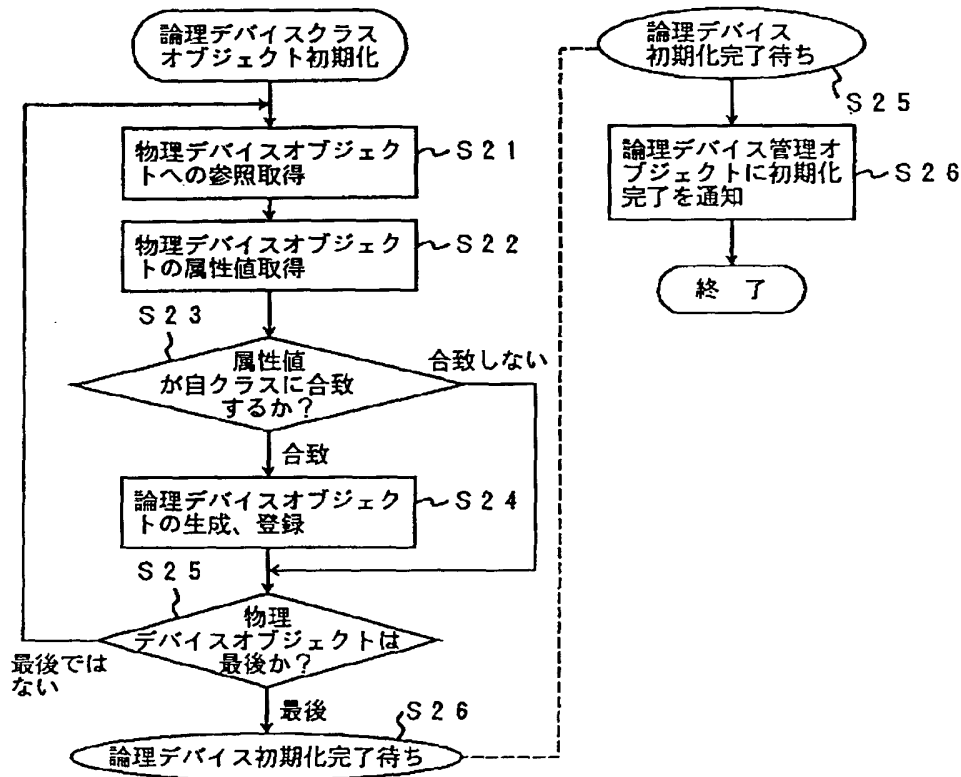 論理デバイスクラス
オブジェクト初期化
物理デバイスオブジェク
トへの参照取得
S21
物理デバイスオブジェク
トの属性値取得
S22
S23
属性値
が自クラスに合致
するか？
合致しない
合致
論理デバイスオブジェク
トの生成、登録
S24
S25
物理
デバイスオブジェクトは
最後か？
最後では
ない
最後
S26
論理デバイス初期化完了待ち
論理デバイス
初期化完了待ち
S25
論理デバイス管理オ
ブジェクトに初期化
完了を通知
S26
終 了